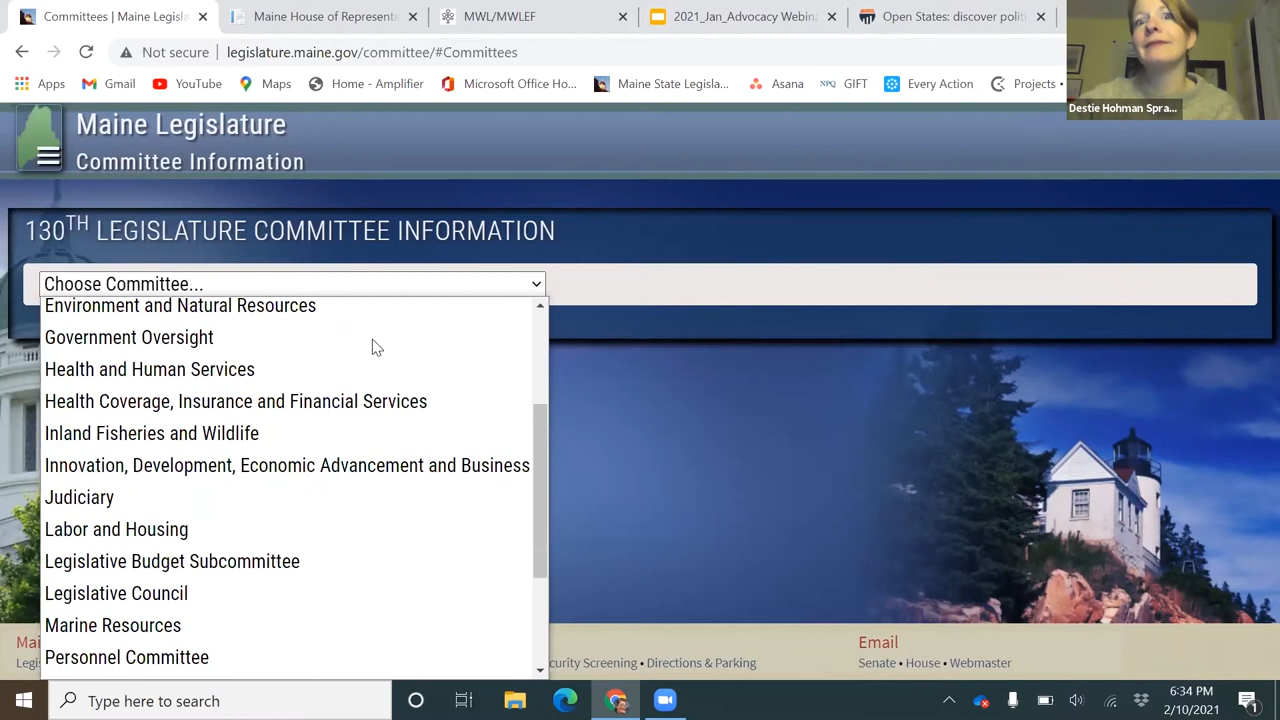 Committees | Maine Legisla
Maine House of Representa
MWL/MWLEF
2021_Jan_Advocacy Webina
Open States: discover politi
Not secure
legislature.maine.gov/committee/#Committees
Apps
Gmail
YouTube
Maps
Home - Amplifier
Microsoft Office Ho...
Maine State Legisla...
Asana
NPQ GIFT
Every Action
Projects -
Destie Hohman Spra...
Maine Legislature
Committee Information
130TH LEGISLATURE COMMITTEE INFORMATION
Choose Committee...
Environment and Natural Resources
Government Oversight
Health and Human Services
Health Coverage, Insurance and Financial Services
Inland Fisheries and Wildlife
Innovation, Development, Economic Advancement and Business
Judiciary
Labor and Housing
Legislative Budget Subcommittee
Legislative Council
Marine Resources
Personnel Committee
Mai
Legis
curity Screening • Directions & Parking
Email
Senate • House • Webmaster
Type here to search
6:34 PM
2/10/2021
1